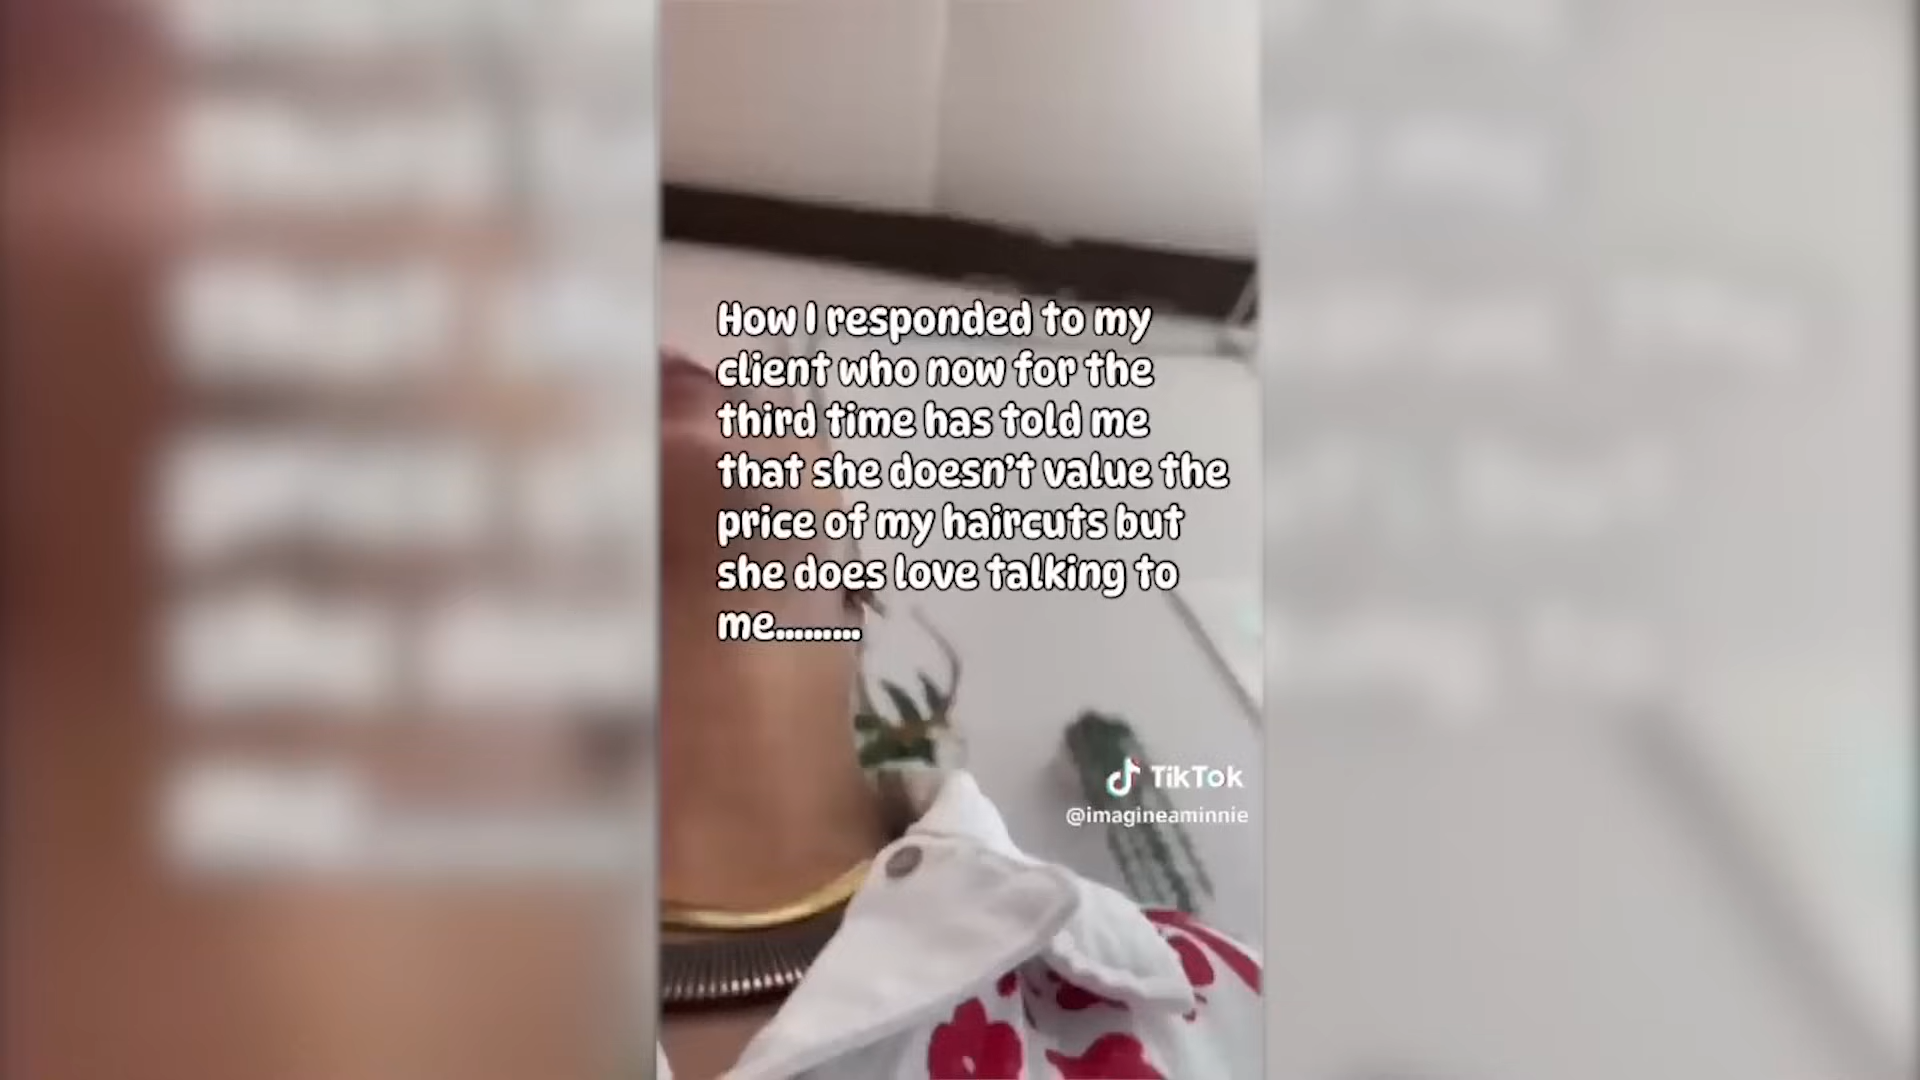 How I responded to my
client who now for the
third time has told me
that she doesn't value the
price of my haircuts but
she does love talking to
me.........
TikTok
@imagineaminnie